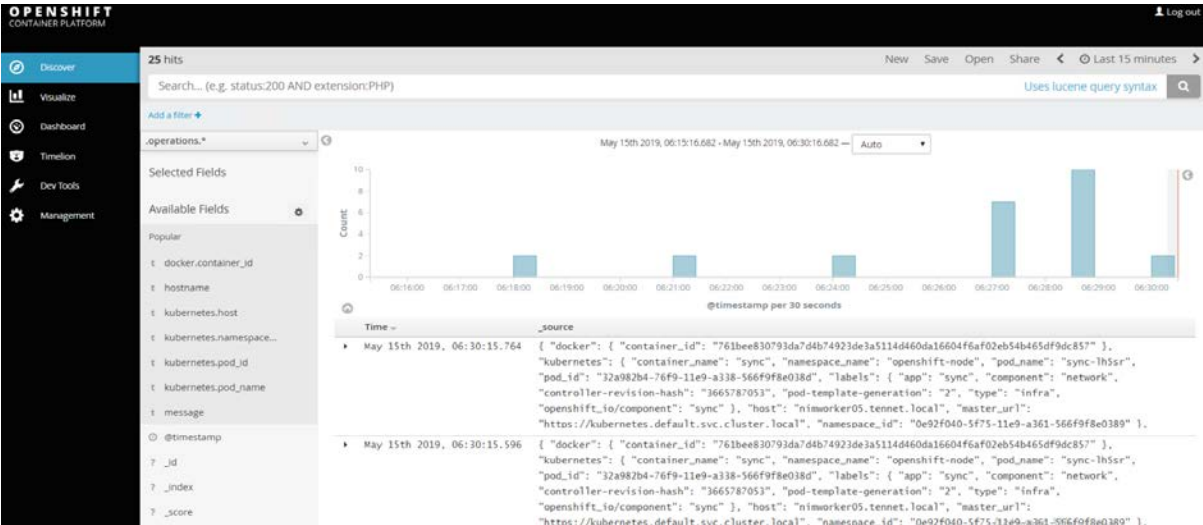 OPENSHIFT
CONTAINER PLATFORM
Log out
Discover
Visualize
Dashboard
Timelion
Dev Tools
Management
25 hits
New Save Open Share Last 15 minutes
Search... (e.g. status:200 AND extension:PHP)
Uses lucene query syntax
Add a filter +
.operations.*
Selected Fields
Available Fields
Popular
t docker.container_id
t hostname
t kubernetes.host
t kubernetes.namespace...
t kubernetes.pod_id
t kubernetes.pod_name
t message
@timestamp
? _id
? _index
? _score
May 15th 2019, 06:15:16.682 - May 15th 2019, 06:30:16.682 — Auto
Count
10
8
6
4
2
0
06:16:00 06:17:00 06:18:00 06:19:00 06:20:00 06:21:00 06:22:00 06:23:00 06:24:00 06:25:00 06:26:00 06:27:00 06:28:00 06:29:00 06:30:00
@timestamp per 30 seconds
Time _source
May 15th 2019, 06:30:15.764 { "docker": { "container_id": "761bee830793da7d4b74923de3a5114d460da16604f6af02eb54b465df9dc857" },
"kubernetes": { "container_name": "sync", "namespace_name": "openshift-node", "pod_name": "sync-lh5sr",
"pod_id": "32a982b4-76f9-11e9-a338-566f9f8e038d", "labels": { "app": "sync", "component": "network",
"controller-revision-hash": "3665787053", "pod-template-generation": "2", "type": "infra",
"openshift_io/component": "sync" }, "host": "nimworker05.tennet.local", "master_url":
"https://kubernetes.default.svc.cluster.local", "namespace_id": "0e92f040-5f75-11e9-a361-566f9f8e0389" },
May 15th 2019, 06:30:15.596 { "docker": { "container_id": "761bee830793da7d4b74923de3a5114d460da16604f6af02eb54b465df9dc857" },
"kubernetes": { "container_name": "sync", "namespace_name": "openshift-node", "pod_name": "sync-lh5sr",
"pod_id": "32a982b4-76f9-11e9-a338-566f9f8e038d", "labels": { "app": "sync", "component": "network",
"controller-revision-hash": "3665787053", "pod-template-generation": "2", "type": "infra",
"openshift_io/component": "sync" }, "host": "nimworker05.tennet.local", "master_url":
"https://kubernetes.default.svc.cluster.local", "namespace_id": "0e92f040-5f75-11e9-a361-566f9f8e0389" },